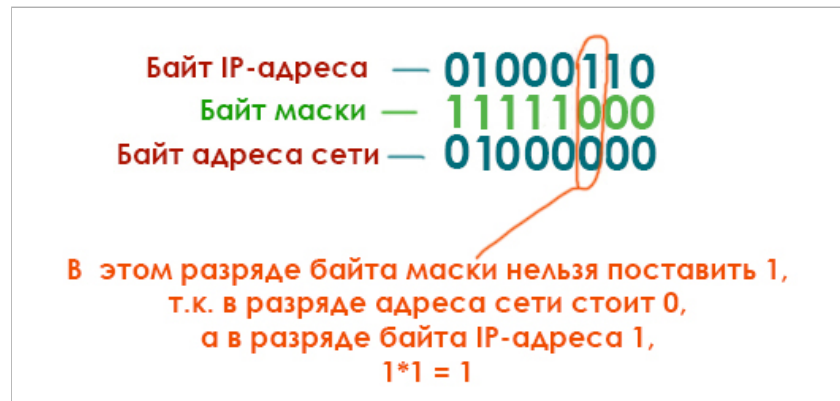 Байт IP-адреса — 01000110
Байт маски — 11111000
Байт адреса сети — 01000000
В этом разряде байта маски нельзя поставить 1,
т.к. в разряде адреса сети стоит 0,
а в разряде байта IP-адреса 1,
1*1 = 1